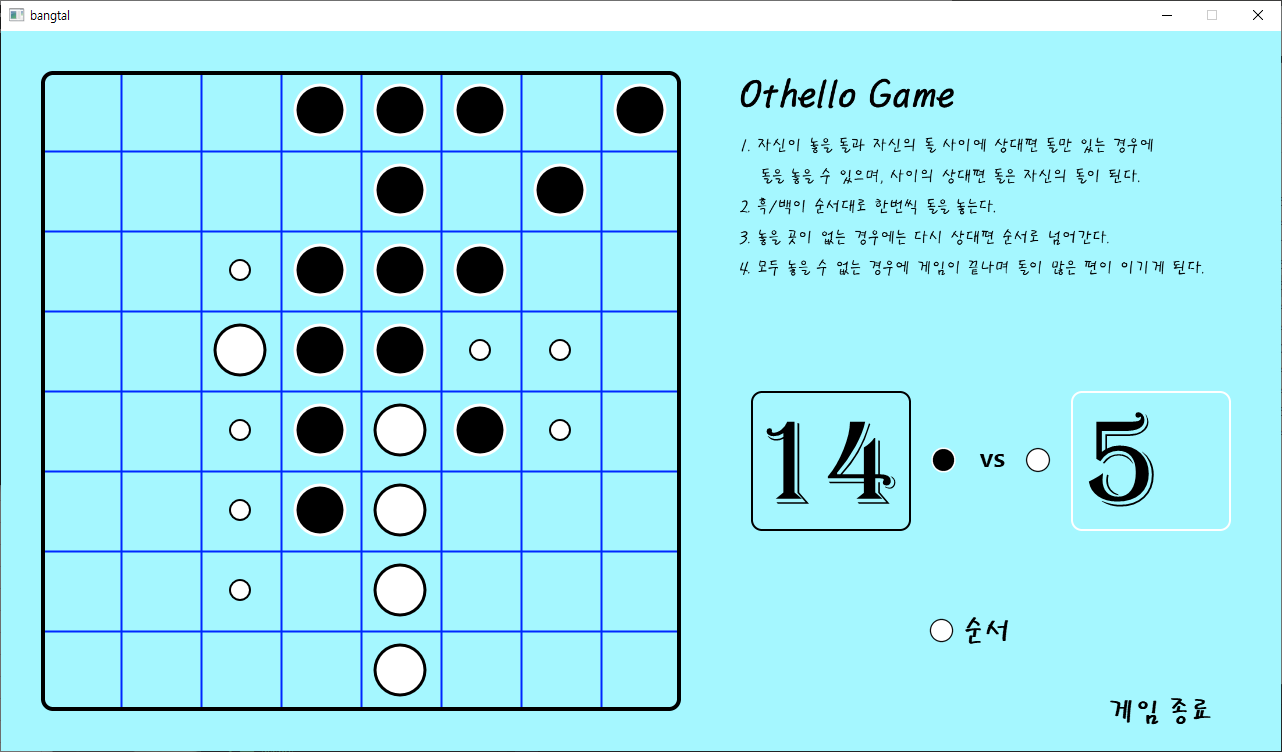 bangtal
Othello Game
1. 자신이 놓을 돌과 자신의 돌 사이에 상대편 돌만 있는 경우에
돌을 놓을 수 있으며, 사이의 상대편 돌은 자신의 돌이 된다.
2. 흑/백이 순서대로 한번씩 돌을 놓는다.
3. 놓을 곳이 없는 경우에는 다시 상대편 순서로 넘어간다.
4. 모두 놓을 수 없는 경우에 게임이 끝나며 돌이 많은 편이 이기게 된다.
14 vs 5
순서
게임 종료